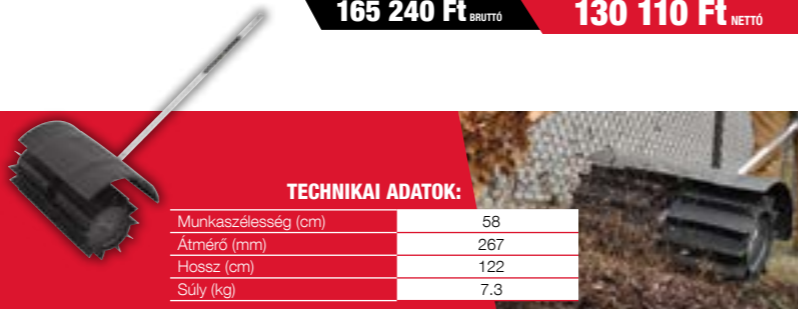 165 240 Ft BRUTTÓ
130 110 Ft NETTÓ
TECHNIKAI ADATOK:
Munkaszélesség (cm) 58
Átmérő (mm) 267
Hossz (cm) 122
Súly (kg) 7.3